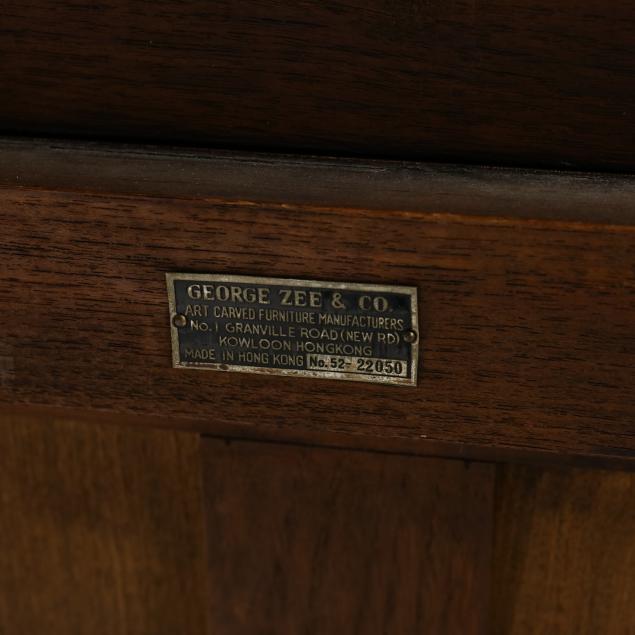 GEORGE ZEE & CO.
ART CARVED FURNITURE MANUFACTURERS
No. 1 GRANVILLE ROAD (NEW RD)
KOWLOON HONGKONG
MADE IN HONG KONG No. 52- 22050